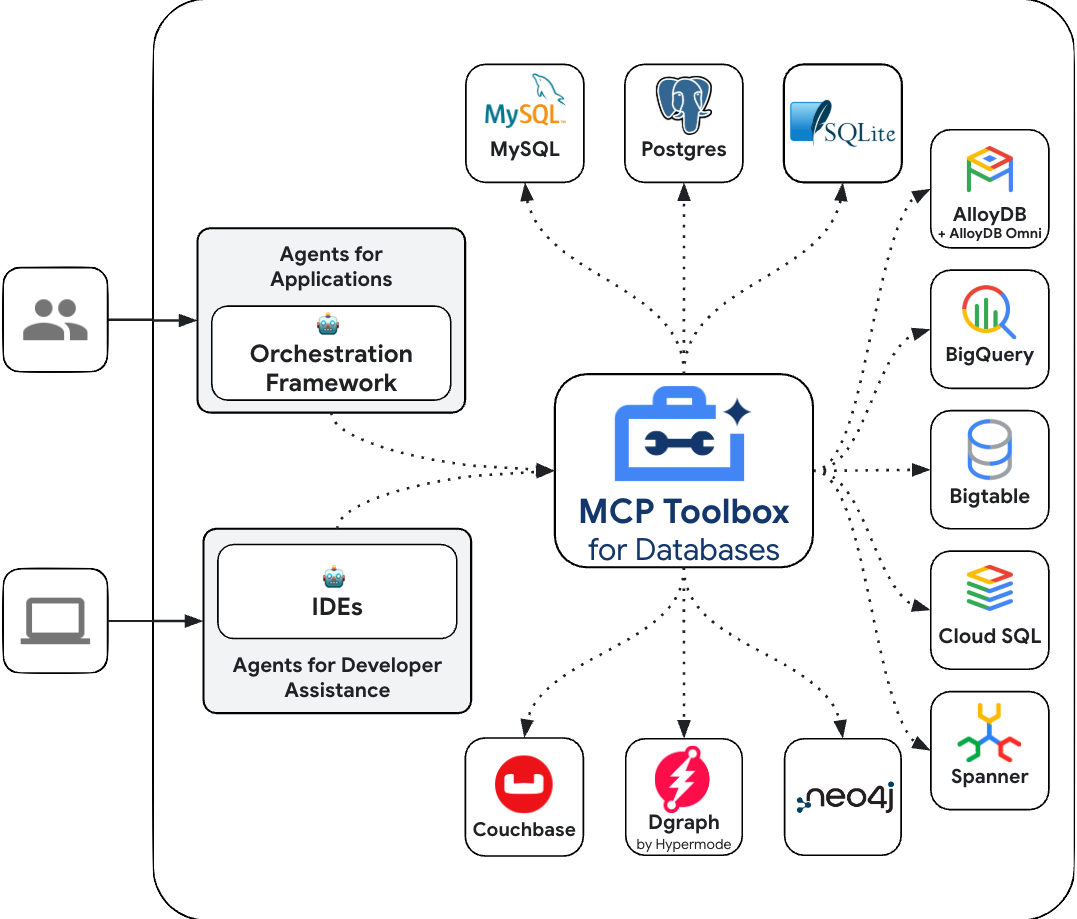 MySQL™
MySQL
Postgres
SQLite
AlloyDB
+ AlloyDB Omni
Agents for
Applications
Orchestration
Framework
BigQuery
MCP Toolbox
for Databases
Bigtable
IDEs
Agents for Developer
Assistance
Cloud SQL
Spanner
Couchbase
Dgraph
by Hypermode
neo4j